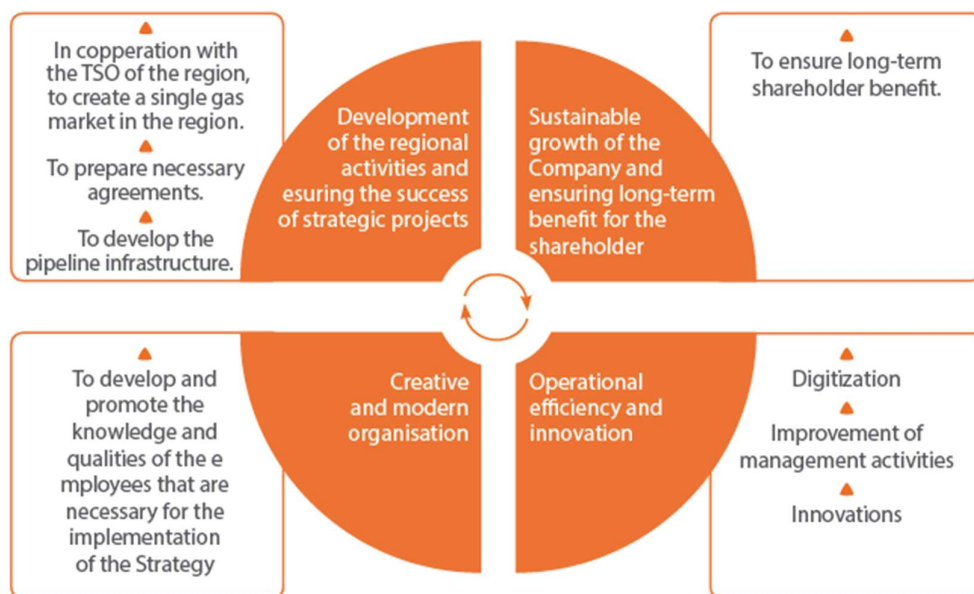 In copperation with
the TSO of the region,
to create a single gas
market in the region.
To prepare necessary
agreements.
To develop the
pipeline infrastructure.
Development
of the regional
activities and
esuring the success
of strategic projects
Sustainable
growth of the
Company and
ensuring long-term
benefit for the
shareholder
To ensure long-term
shareholder benefit.
To develop and
promote the
knowledge and
qualities of the e
mployees that are
necessary for the
implementation
of the Strategy
Creative
and modern
organisation
Operational
efficiency and
innovation
Digitization
Improvement of
management activities
Innovations